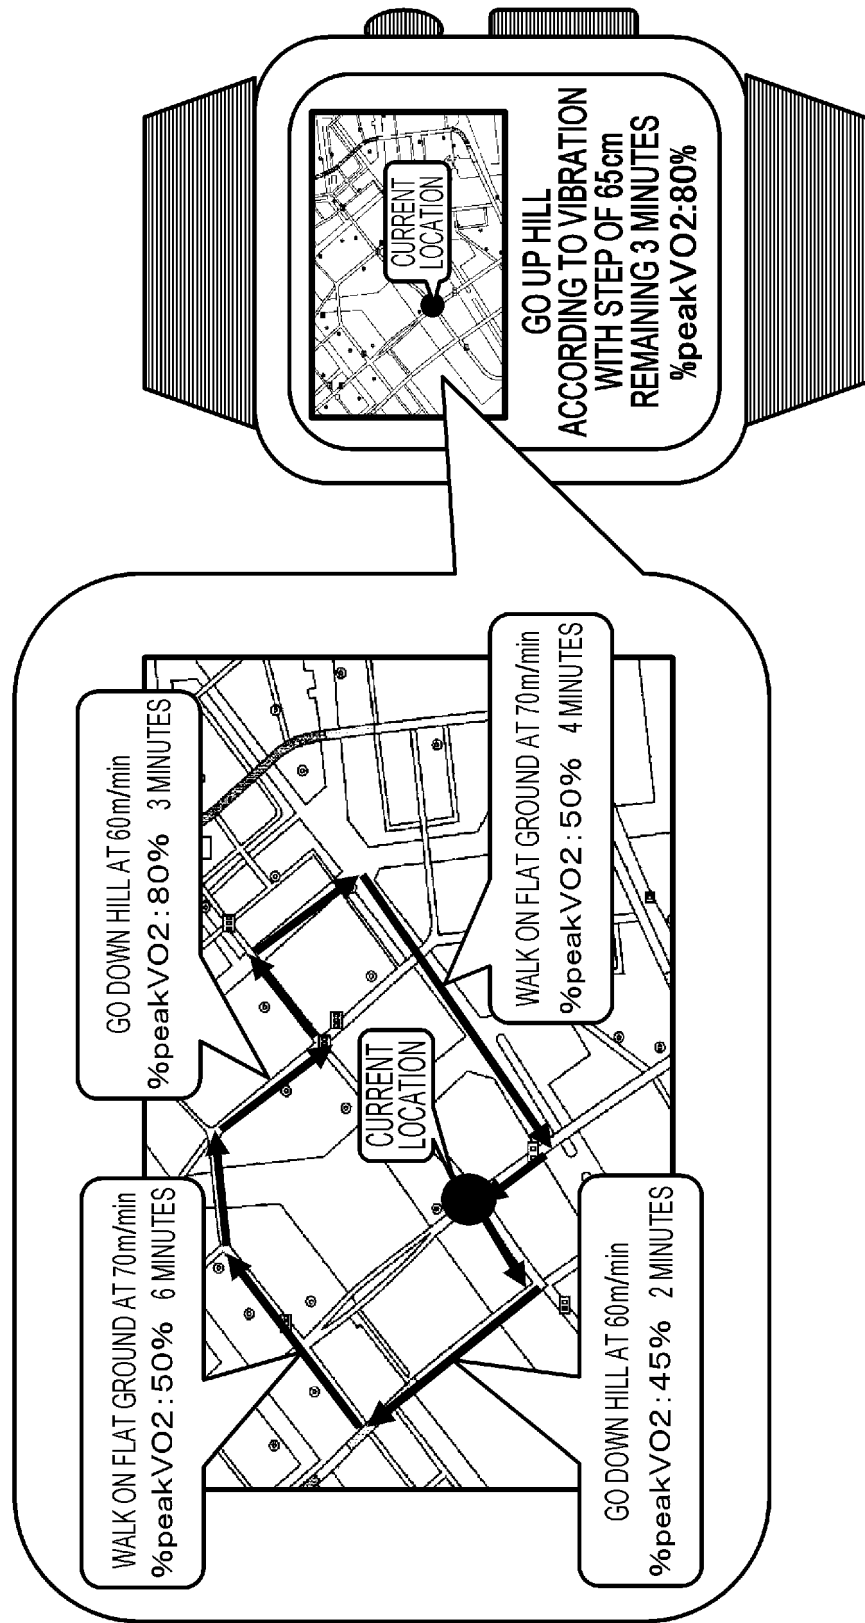 WALK ON FLAT GROUND AT 70m/min
%peakVO2:50% 6 MINUTES
GO DOWN HILL AT 60m/min
%peakVO2:80% 3 MINUTES
CURRENT
LOCATION
GO DOWN HILL AT 60m/min
%peakVO2:45% 2 MINUTES
WALK ON FLAT GROUND AT 70m/min
%peakVO2:50% 4 MINUTES
CURRENT
LOCATION
GO UP HILL
ACCORDING TO VIBRATION
WITH STEP OF 65cm
REMAINING 3 MINUTES
%peakVO2:80%